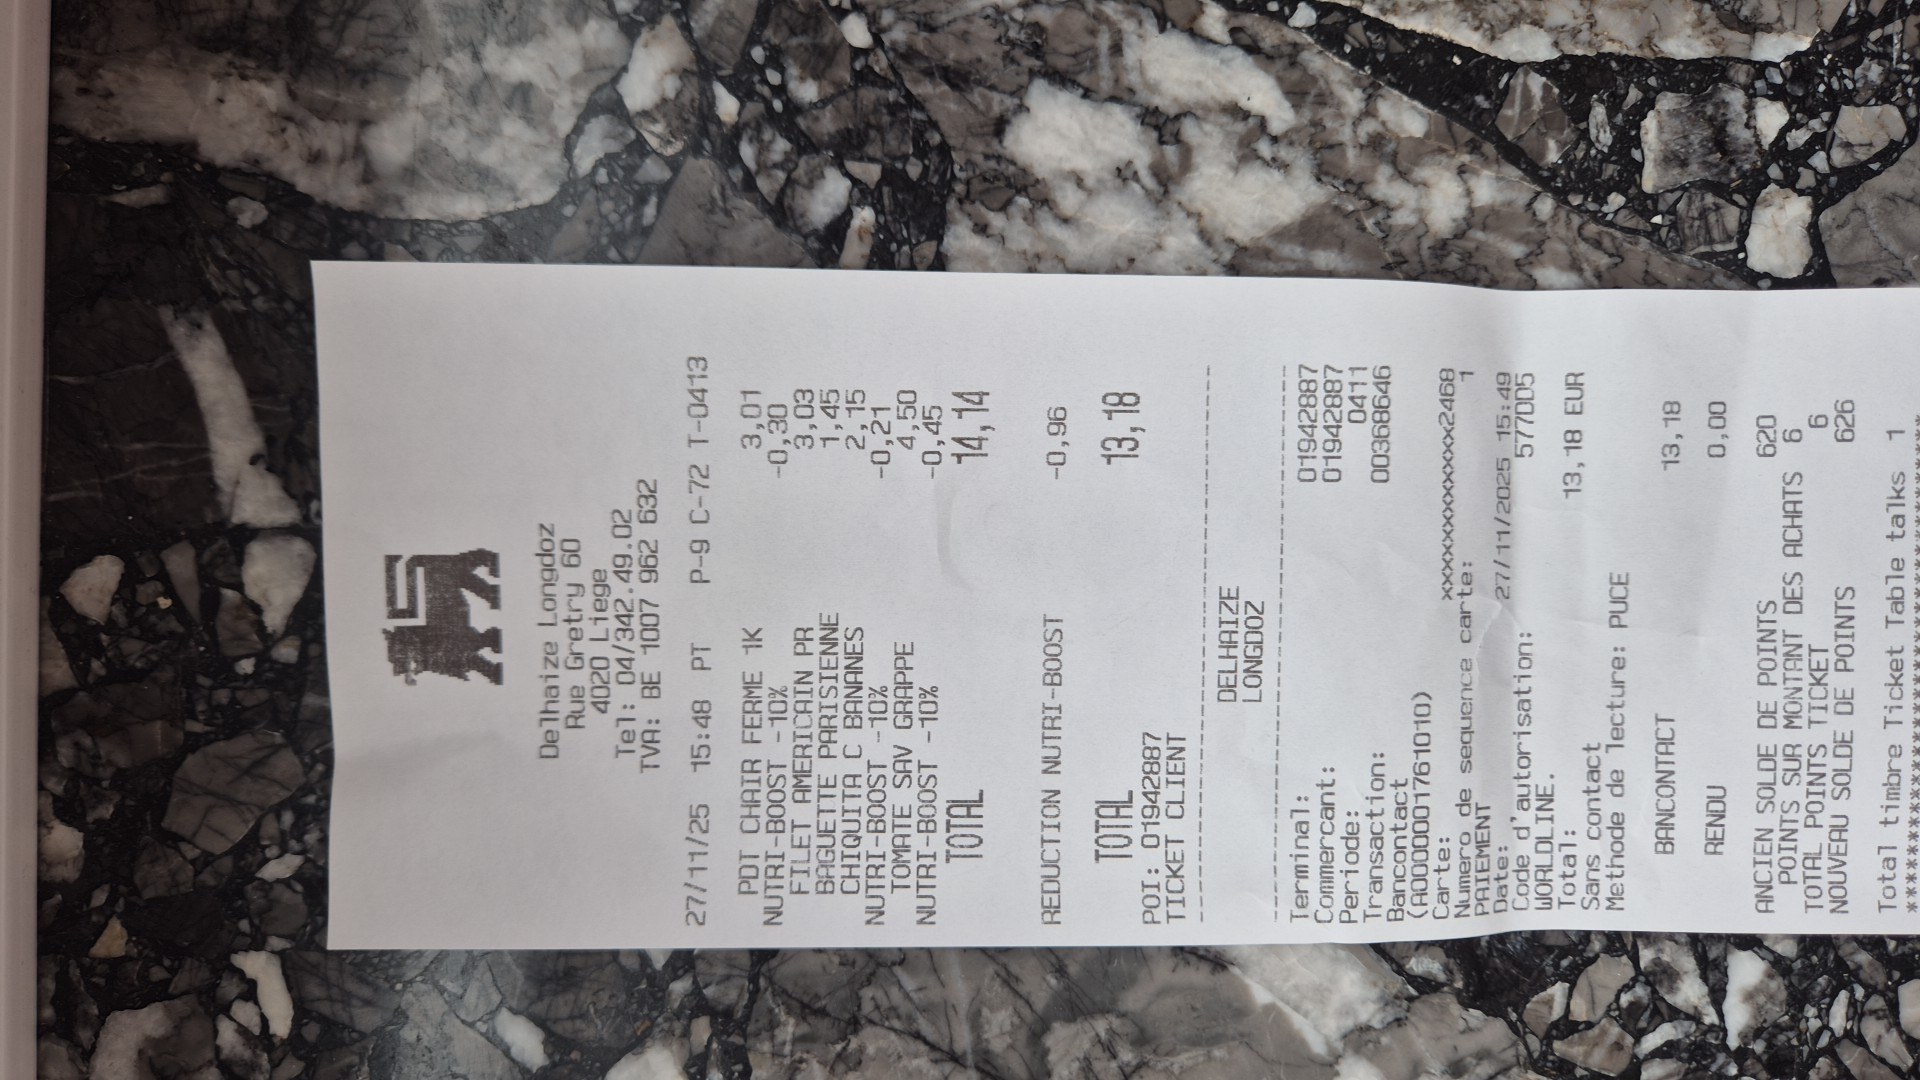 Delhaize Longdoz
Rue Gretry 60
4020 Liege
Tel: 04/342.49.02
TVA: BE 1007 962 632
27/11/25 15:48 PT P-9 C-72 T-0413
PDT CHAIR FERME 1K 3,01
NUTRI-BOOST -10% -0,30
FILET AMERICAIN PR 3,03
BAGUETTE PARISIENNE 1,45
CHIQUITA C BANANES 2,15
NUTRI-BOOST -10% -0,21
TOMATE SAV GRAPPE 4,50
NUTRI-BOOST -10% -0,45
TOTAL 14,14
REDUCTION NUTRI-BOOST -0,96
TOTAL 13,18
POI: 01942887
TICKET CLIENT
--------------------------------
DELHAIZE
LONGDOZ
--------------------------------
Terminal: 01942887
Commercant: 01942887
Periode: 0411
Transaction: 00368646
Bancontact
(A000001761010)
Carte: xxxxxxxxxxxxx2468
Numero de sequence carte: 1
PAIEMENT
Date: 27/11/2025 15:49
Code d'autorisation: 577005
WORLDLINE.
Total: 13,18 EUR
Sans contact
Methode de lecture: PUCE
BANCONTACT 13,18
RENDU 0,00
ANCIEN SOLDE DE POINTS 620
POINTS SUR MONTANT DES ACHATS 6
TOTAL POINTS TICKET 6
NOUVEAU SOLDE DE POINTS 626
Total timbre Ticket Table talks 1
**************************************